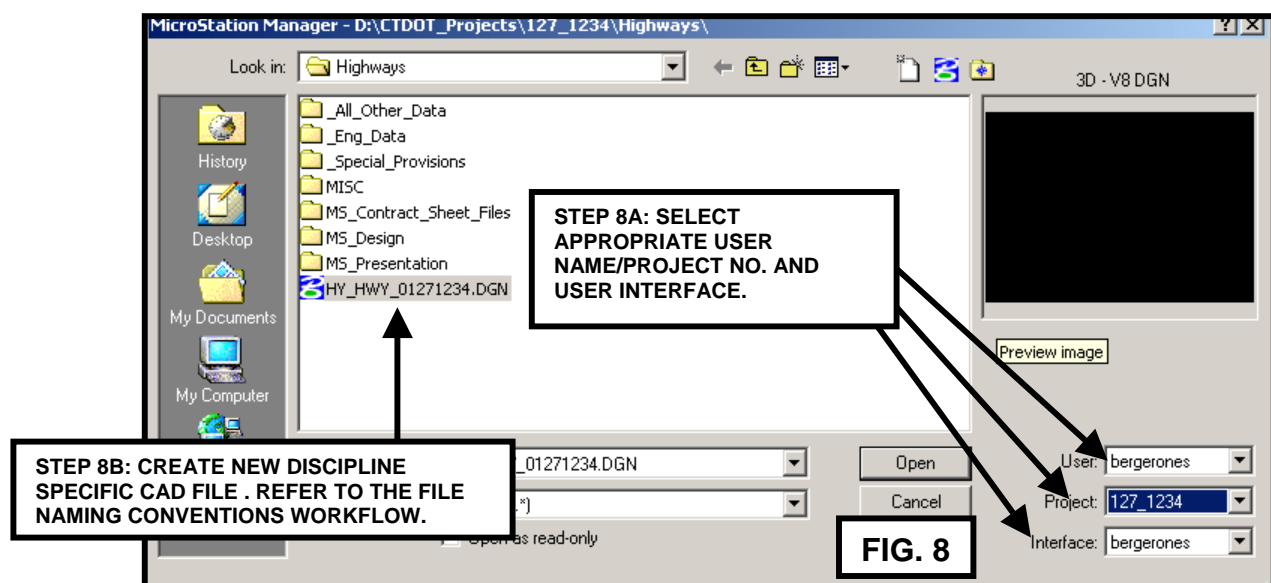 MicroStation Manager - D:\CTDOT_Projects\127_1234\Highways\
Look in: Highways
3D - V8 DGN
History
Desktop
My Documents
My Computer
_All_Other_Data
_Eng_Data
_Special_Provisions
MISC
MS_Contract_Sheet_Files
MS_Design
MS_Presentation
HY_HWY_01271234.DGN
STEP 8A: SELECT
APPROPRIATE USER
NAME/PROJECT NO. AND
USER INTERFACE.
Preview image
STEP 8B: CREATE NEW DISCIPLINE
SPECIFIC CAD FILE . REFER TO THE FILE
NAMING CONVENTIONS WORKFLOW.
_01271234.DGN
.*)
Open as read-only
Open
Cancel
FIG. 8
User: bergerones
Project: 127_1234
Interface: bergerones